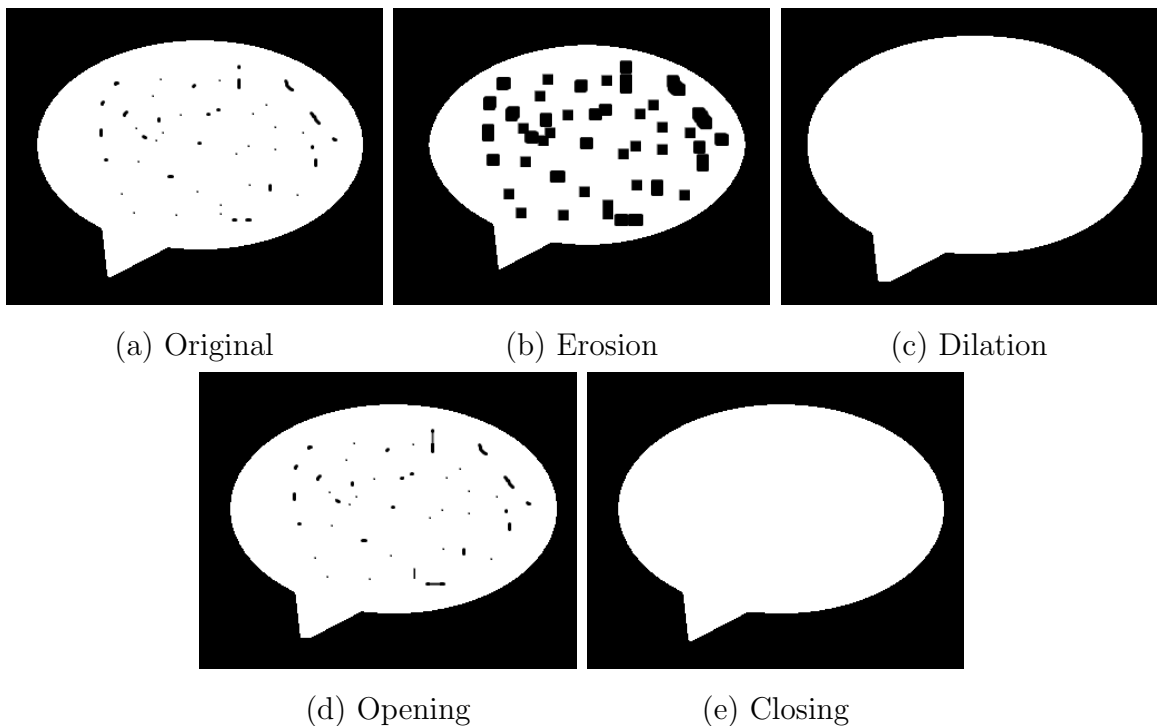 (a) Original
(b) Erosion
(c) Dilation
(d) Opening
(e) Closing